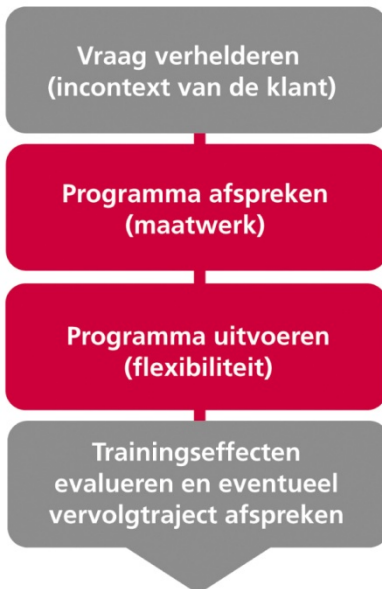 Vraag verhelderen
(incontext van de klant)
Programma afspreken
(maatwerk)
Programma uitvoeren
(flexibiliteit)
Trainingseffecten
evalueren en eventueel
vervolgtraject afspreken